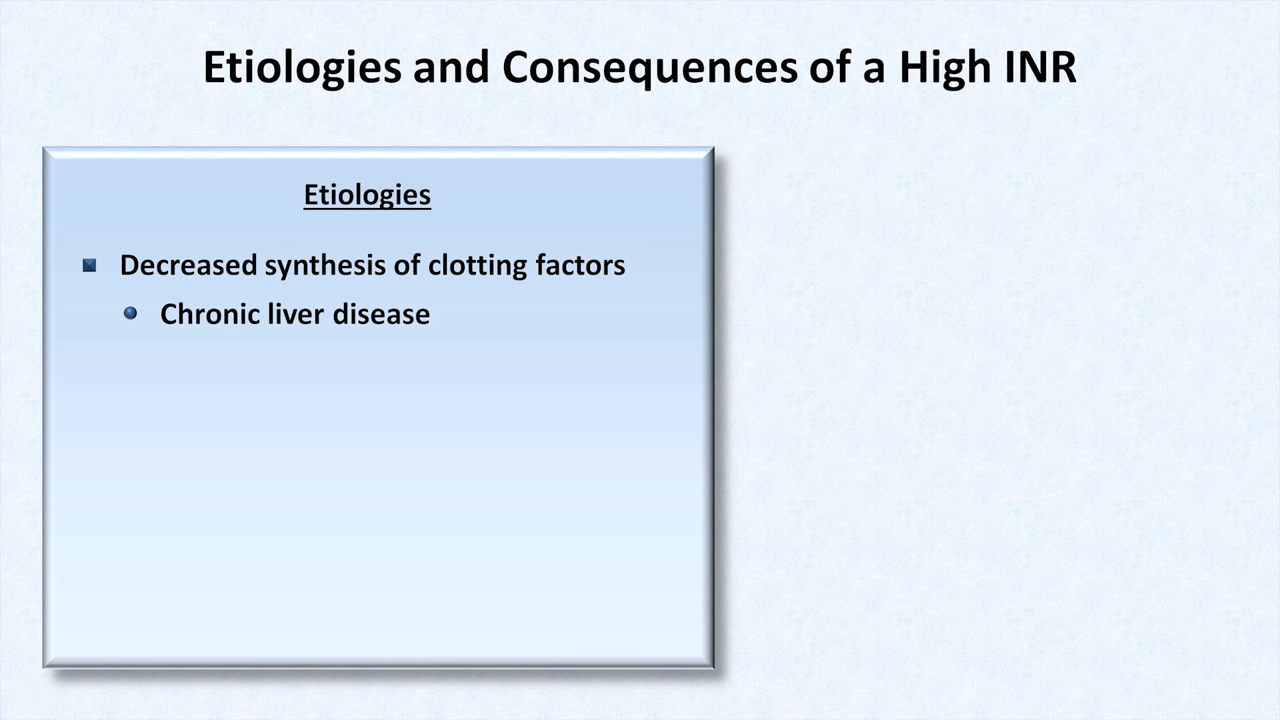 Etiologies and Consequences of a High INR
Etiologies
Decreased synthesis of clotting factors
Chronic liver disease